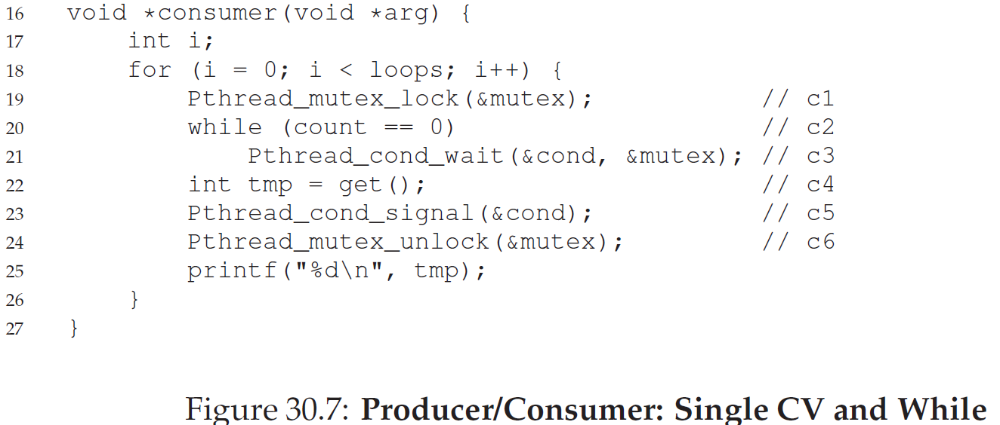 16 void *consumer(void *arg) {
17 int i;
18 for (i = 0; i < loops; i++) {
19 Pthread_mutex_lock(&mutex); // c1
20 while (count == 0) // c2
21 Pthread_cond_wait(&cond, &mutex); // c3
22 int tmp = get(); // c4
23 Pthread_cond_signal(&cond); // c5
24 Pthread_mutex_unlock(&mutex); // c6
25 printf("%d\n", tmp);
26 }
27 }
Figure 30.7: Producer/Consumer: Single CV and While